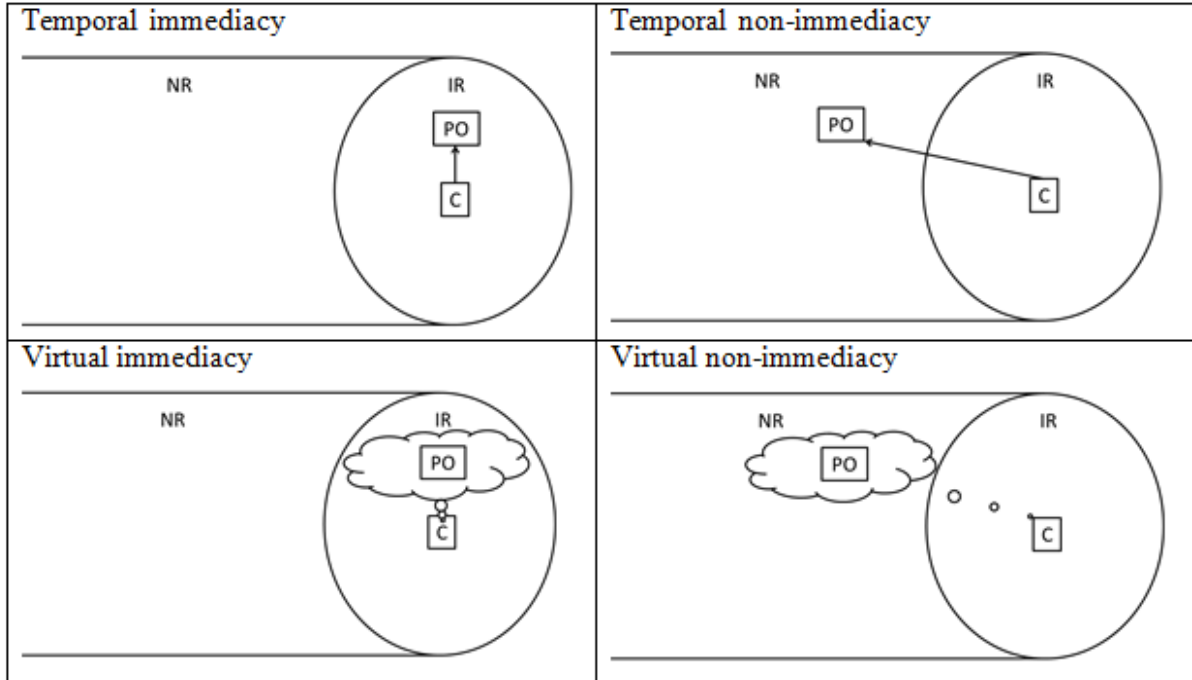 Temporal immediacy
NR
IR
PO
C
Temporal non-immediacy
NR
IR
PO
C
Virtual immediacy
NR
IR
PO
C
Virtual non-immediacy
NR
IR
PO
C